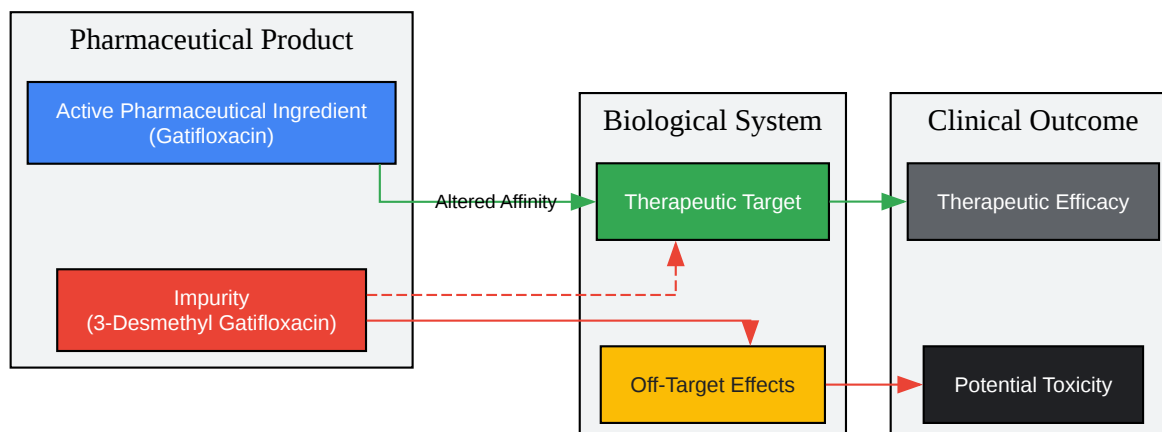 Pharmaceutical Product
Active Pharmaceutical Ingredient
(Gatifloxacin)
Impurity
(3-Desmethyl Gatifloxacin)
Altered Affinity
Biological System
Therapeutic Target
Off-Target Effects
Clinical Outcome
Therapeutic Efficacy
Potential Toxicity